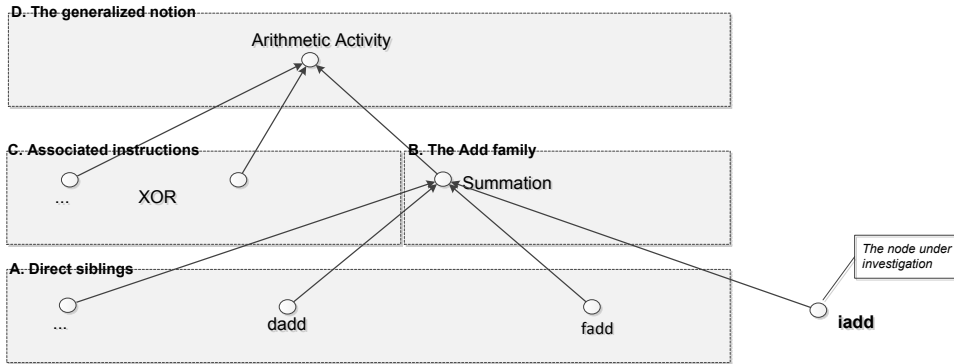 D. The generalized notion
Arithmetic Activity
C. Associated instructions
B. The Add family
...
XOR
Summation
A. Direct siblings
The node under
investigation
...
dadd
fadd
iadd